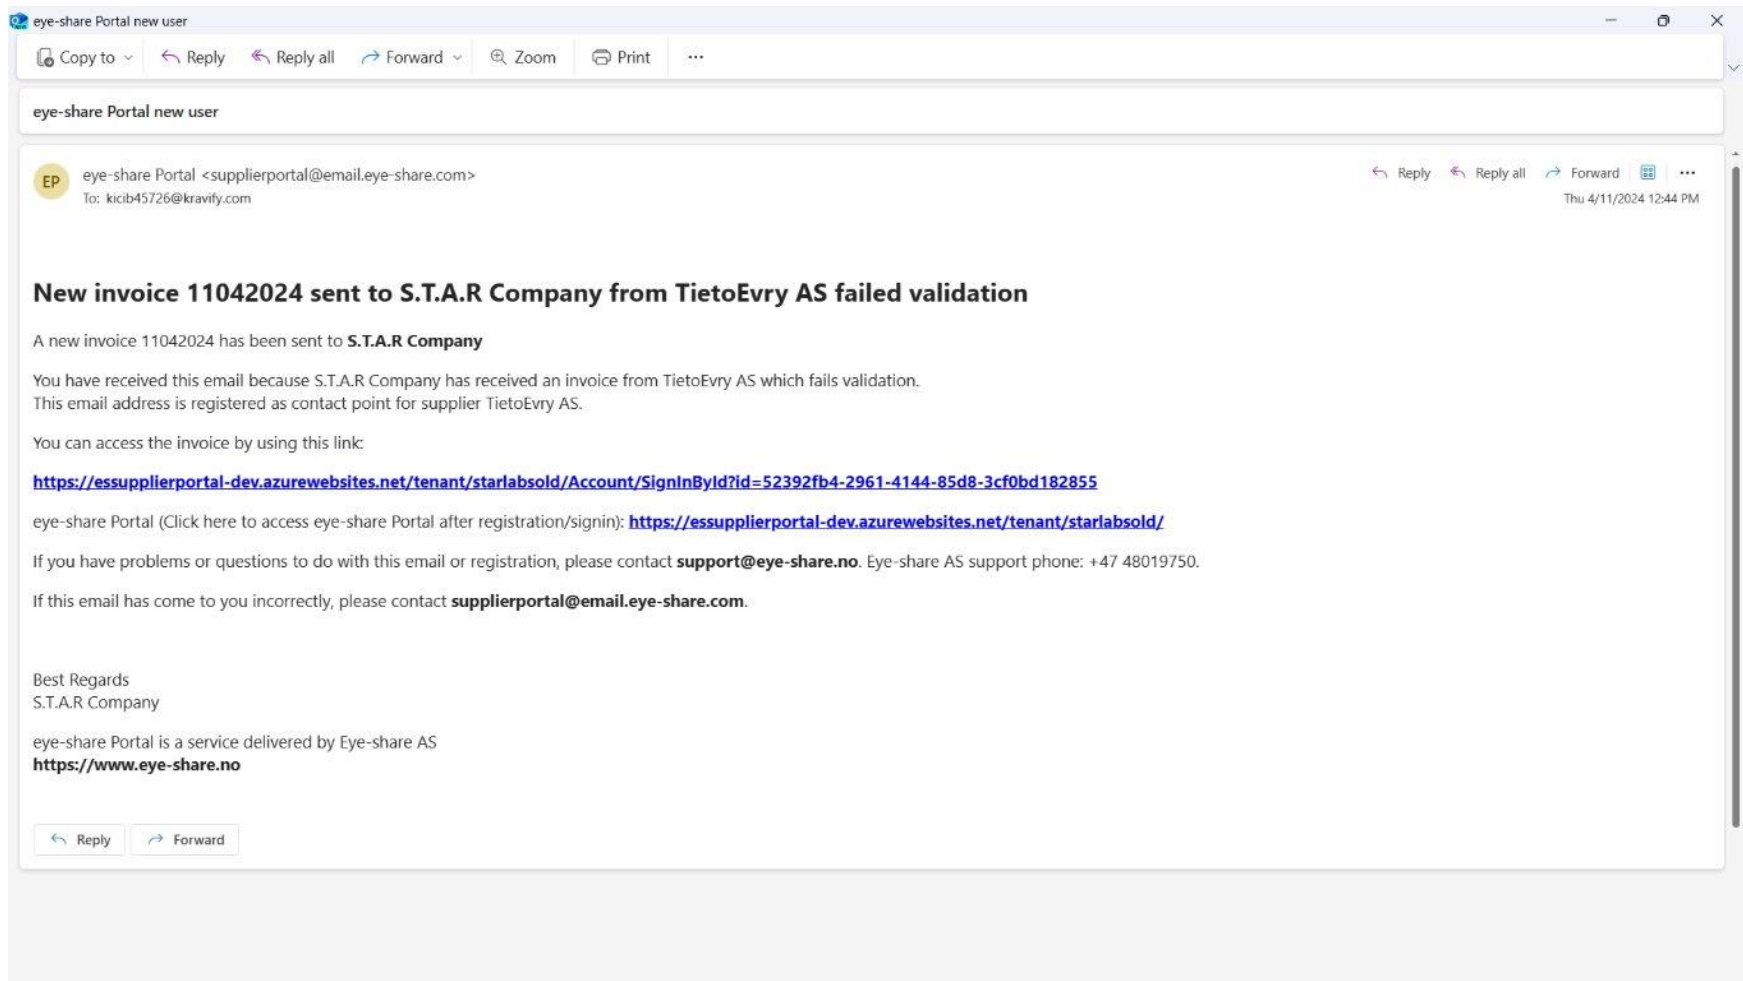 eye-share Portal new user
Copy to Reply Reply all Forward Zoom Print ...
eye-share Portal new user
EP
eye-share Portal <supplierportal@email.eye-share.com>
To: kicib45726@kravify.com
Reply Reply all Forward ...
Thu 4/11/2024 12:44 PM
New invoice 11042024 sent to S.T.A.R Company from TietoEvry AS failed validation
A new invoice 11042024 has been sent to S.T.A.R Company
You have received this email because S.T.A.R Company has received an invoice from TietoEvry AS which fails validation.
This email address is registered as contact point for supplier TietoEvry AS.
You can access the invoice by using this link:
https://essupplierportal-dev.azurewebsites.net/tenant/starlabsold/Account/SignInById?id=52392fb4-2961-4144-85d8-3cf0bd182855
eye-share Portal (Click here to access eye-share Portal after registration/signin): https://essupplierportal-dev.azurewebsites.net/tenant/starlabsold/
If you have problems or questions to do with this email or registration, please contact support@eye-share.no. Eye-share AS support phone: +47 48019750.
If this email has come to you incorrectly, please contact supplierportal@email.eye-share.com.
Best Regards
S.T.A.R Company
eye-share Portal is a service delivered by Eye-share AS
https://www.eye-share.no
Reply Forward